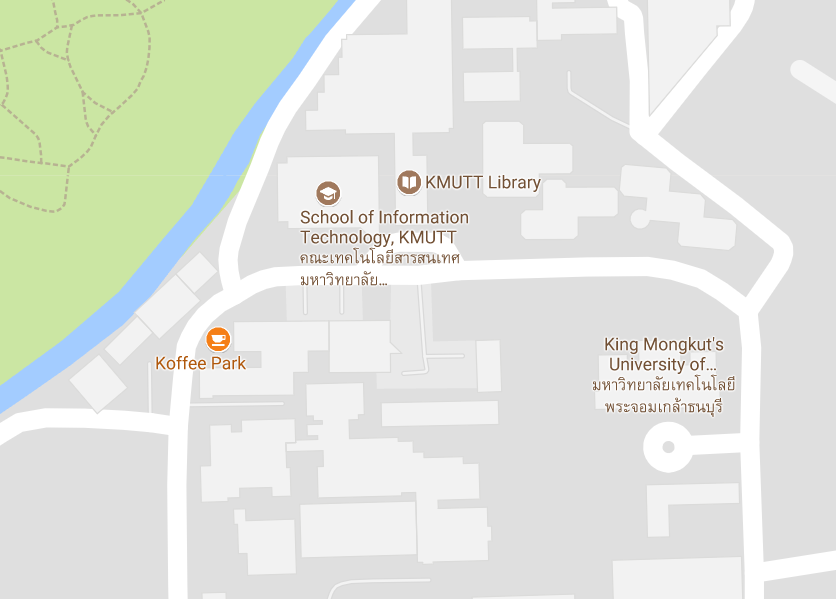 KMUTT Library
School of Information
Technology, KMUTT
คณะเทคโนโลยีสารสนเทศ
มหาวิทยาลัย...
Koffee Park
King Mongkut's
University of...
มหาวิทยาลัยเทคโนโลยี
พระจอมเกล้าธนบุรี